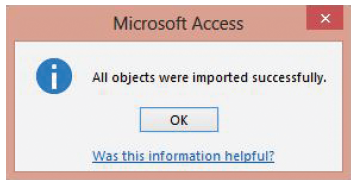 Microsoft Access
All objects were imported successfully.
OK
Was this information helpful?